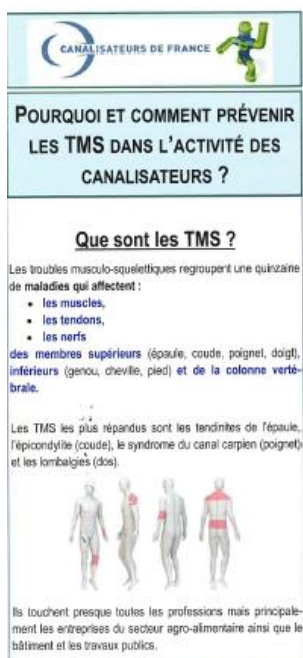 CANALISATEURS DE FRANCE
POURQUOI ET COMMENT PRÉVENIR
LES TMS DANS L'ACTIVITÉ DES
CANALISATEURS ?
Que sont les TMS ?
Les troubles musculo-squelettiques regroupent une quinzaine
de maladies qui affectent :
• les muscles,
• les tendons,
• les nerfs
des membres supérieurs (épaule, coude, poignet, doigt),
inférieurs (genou, cheville, pied) et de la colonne verté-
brale.
Les TMS les plus répandus sont les tendinites de l'épaule,
l'épicondylite (coude), le syndrome du canal carpien (poignet)
et les lombalgies (dos).
Ils touchent presque toutes les professions mais principale-
ment les entreprises du secteur agro-alimentaire ainsi que le
bâtiment et les travaux publics.